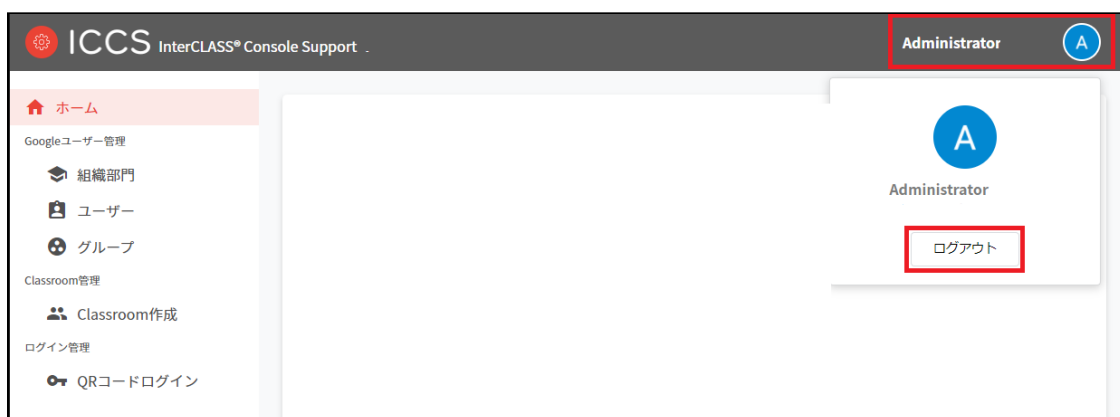 ICCS InterCLASS® Console Support .
Administrator A
ホーム
Googleユーザー管理
組織部門
ユーザー
グループ
Classroom管理
Classroom作成
ログイン管理
QRコードログイン
A
Administrator
ログアウト